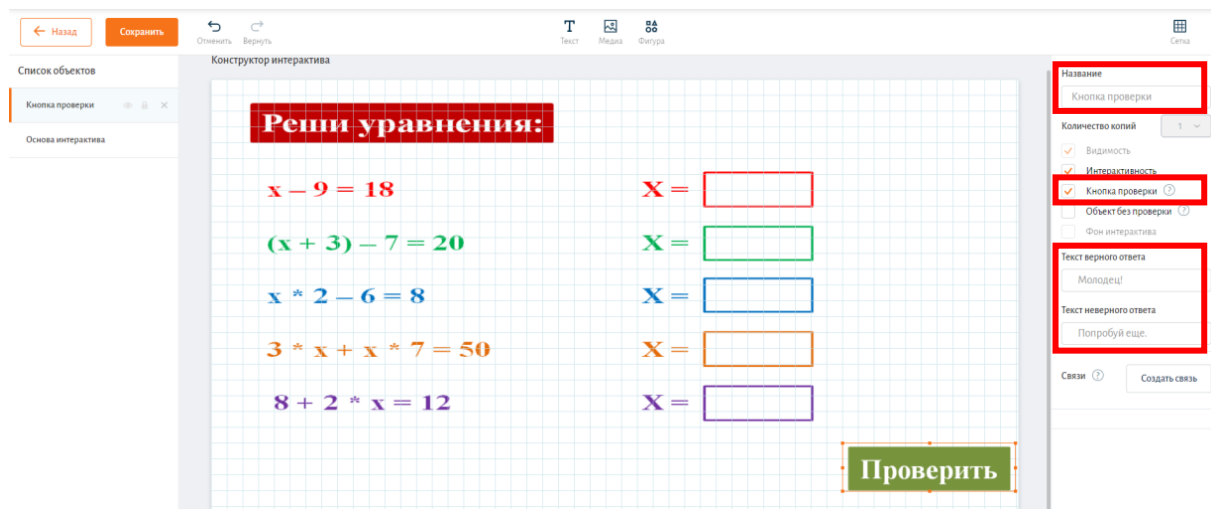 Назад
Сохранить
Отменить
Вернуть
Текст
Медиа
Фигура
Сетка
Список объектов
Кнопка проверки
Основа интерактива
Конструктор интерактива
Реши уравнения:
x – 9 = 18 X =
(x + 3) – 7 = 20 X =
x * 2 – 6 = 8 X =
3 * x + x * 7 = 50 X =
8 + 2 * x = 12 X =
Проверить
Название
Кнопка проверки
Количество копий 1
Видимость
Интерактивность
Кнопка проверки ?
Объект без проверки ?
Фон интерактива
Текст верного ответа
Молодец!
Текст неверного ответа
Попробуй еще.
Связи ? Создать связь